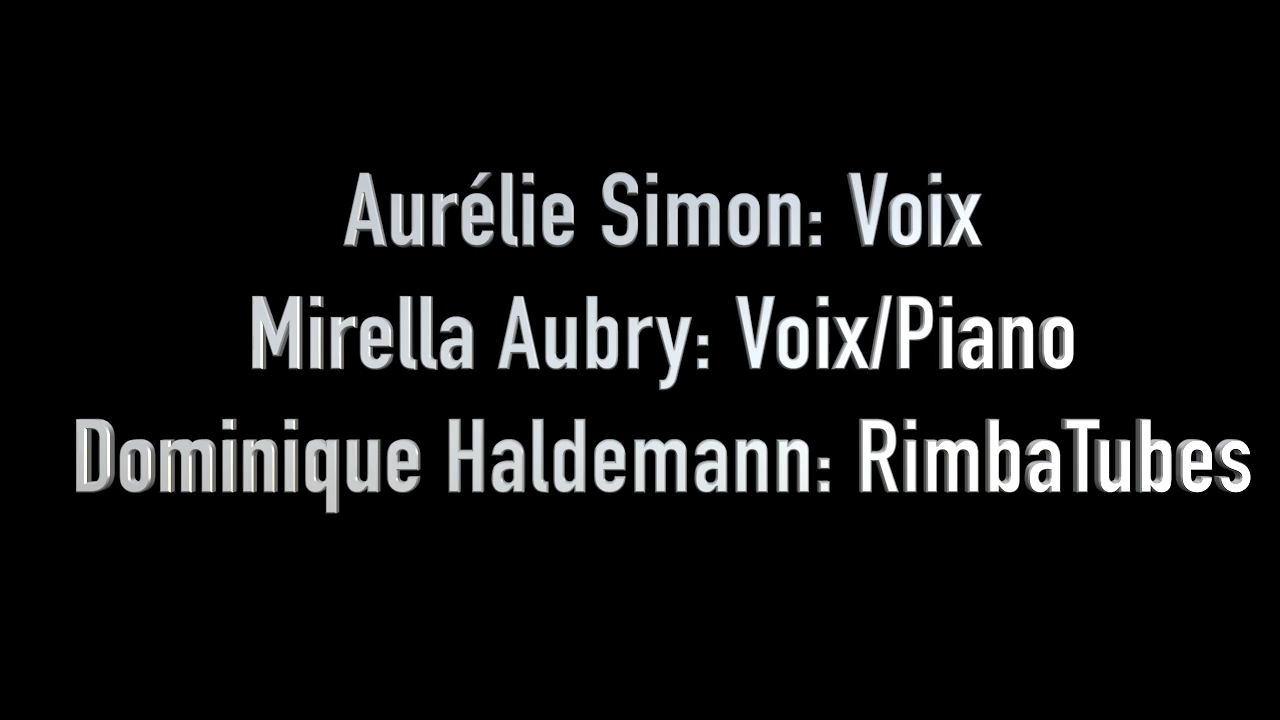 Aurélie Simon: Voix
Mirella Aubry: Voix/Piano
Dominique Haldemann: RimbaTubes